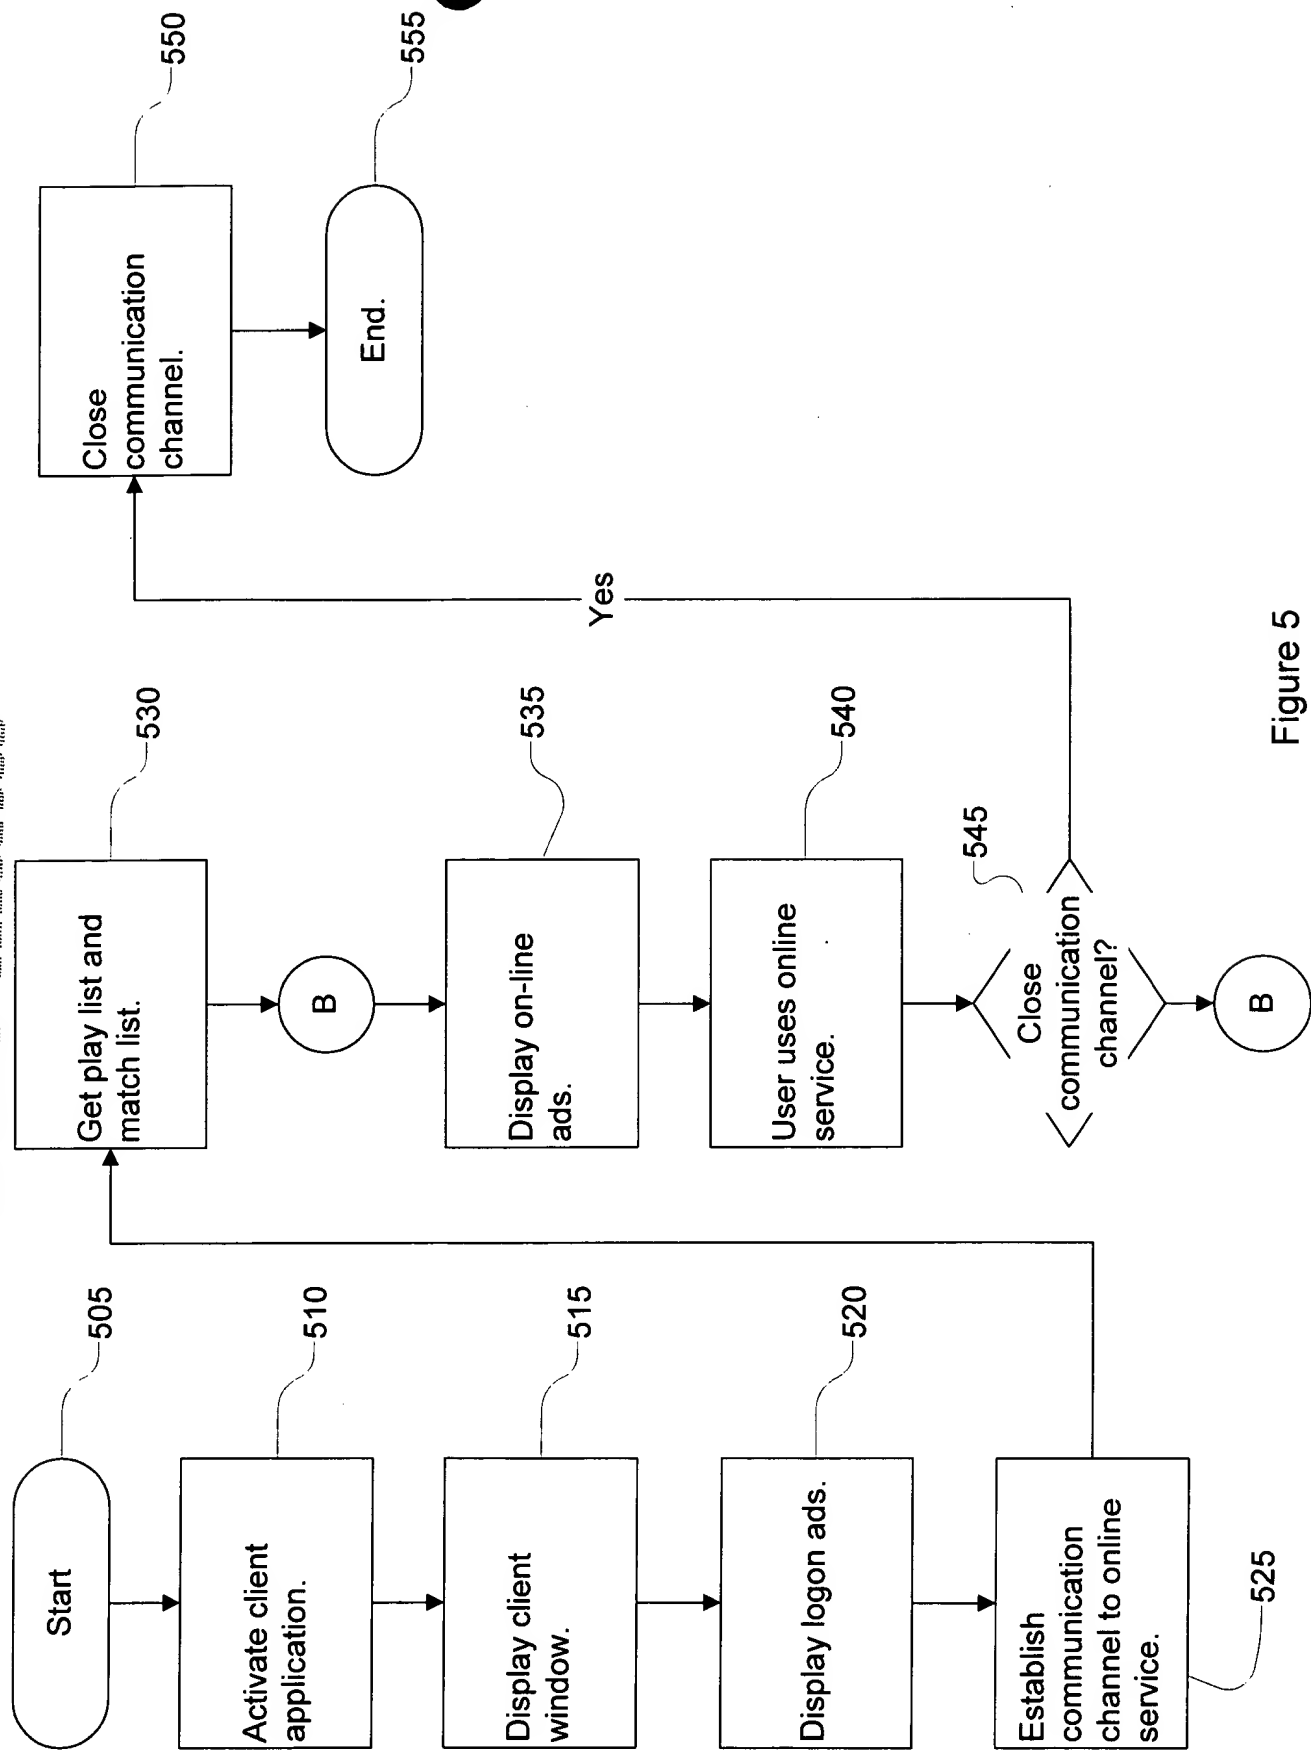 Start
505
Activate client
application.
510
Display client
window.
515
Display logon ads.
520
Establish
communication
channel to online
service.
525
Get play list and
match list.
530
B
Display on-line
ads.
535
User uses online
service.
540
Close
communication
channel?
545
B
Yes
Close
communication
channel.
550
End.
555
Figure 5